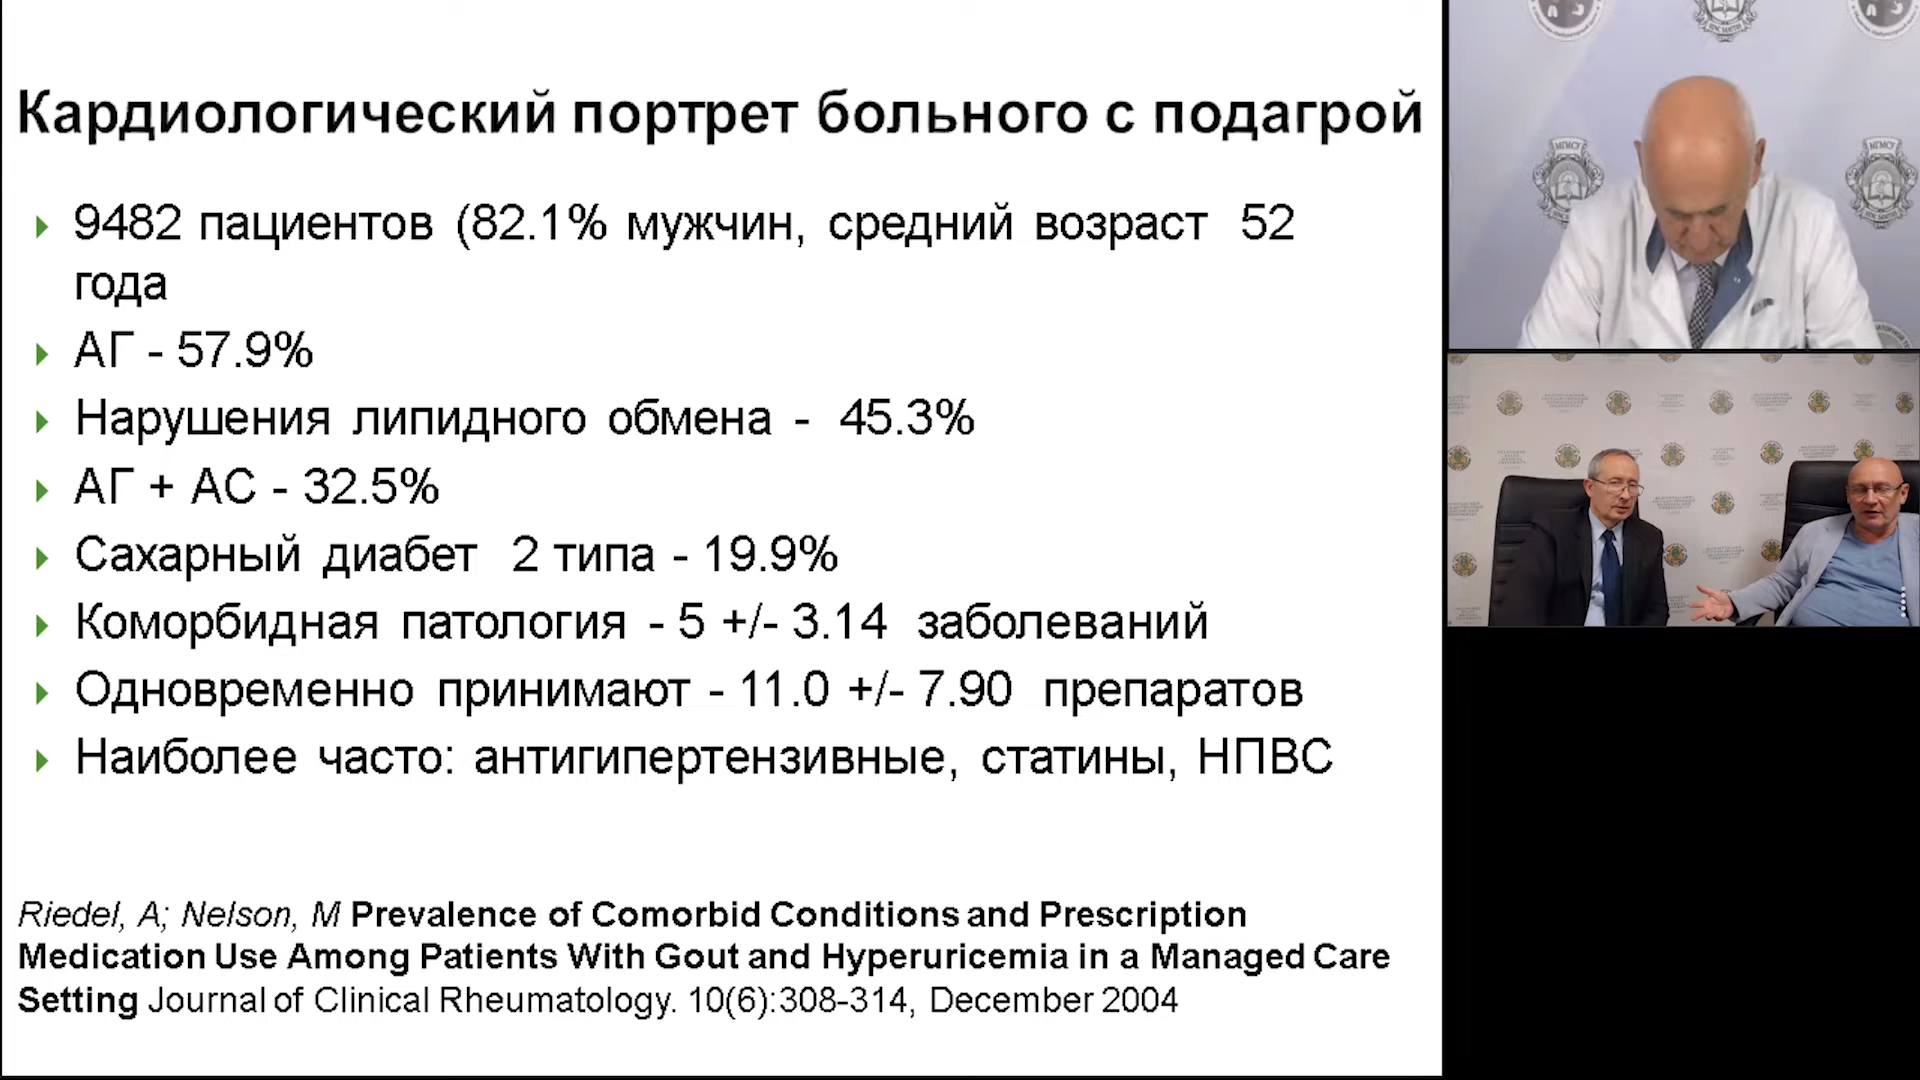 Кардиологический портрет больного с подагрой
9482 пациентов (82.1% мужчин, средний возраст 52
года
АГ - 57.9%
Нарушения липидного обмена - 45.3%
АГ + АС - 32.5%
Сахарный диабет 2 типа - 19.9%
Коморбидная патология - 5 +/- 3.14 заболеваний
Одновременно принимают - 11.0 +/- 7.90 препаратов
Наиболее часто: антигипертензивные, статины, НПВС
Riedel, A; Nelson, M Prevalence of Comorbid Conditions and Prescription
Medication Use Among Patients With Gout and Hyperuricemia in a Managed Care
Setting Journal of Clinical Rheumatology. 10(6):308-314, December 2004
МГМСУ
МГМСУ